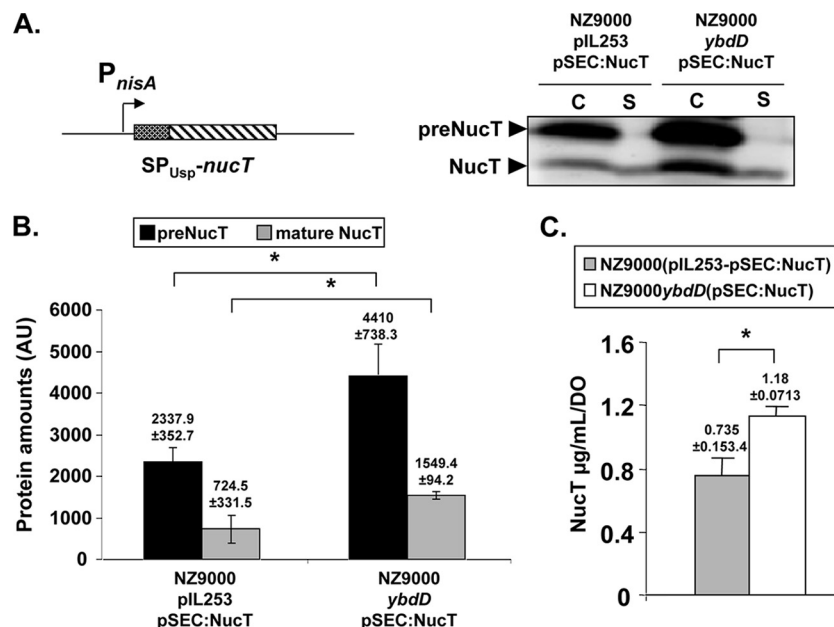 A.
P nisA
SP Usp-nucT
NZ9000
pIL253
pSEC:NucT
NZ9000
ybdD
pSEC:NucT
C S C S
preNucT
NucT
B.
preNucT mature NucT
*
*
Protein amounts (AU)
6000
5000
4000
3000
2000
1000
0
2337.9
±352.7
724.5
±331.5
4410
±738.3
1549.4
±94.2
NZ9000
pIL253
pSEC:NucT
NZ9000
ybdD
pSEC:NucT
C.
NZ9000(pIL253-pSEC:NucT)
NZ9000ybdD(pSEC:NucT)
NucT µg/mL/DO
1.6
1.2
0.8
0.4
0
*
0.735
±0.153.4
1.18
±0.0713